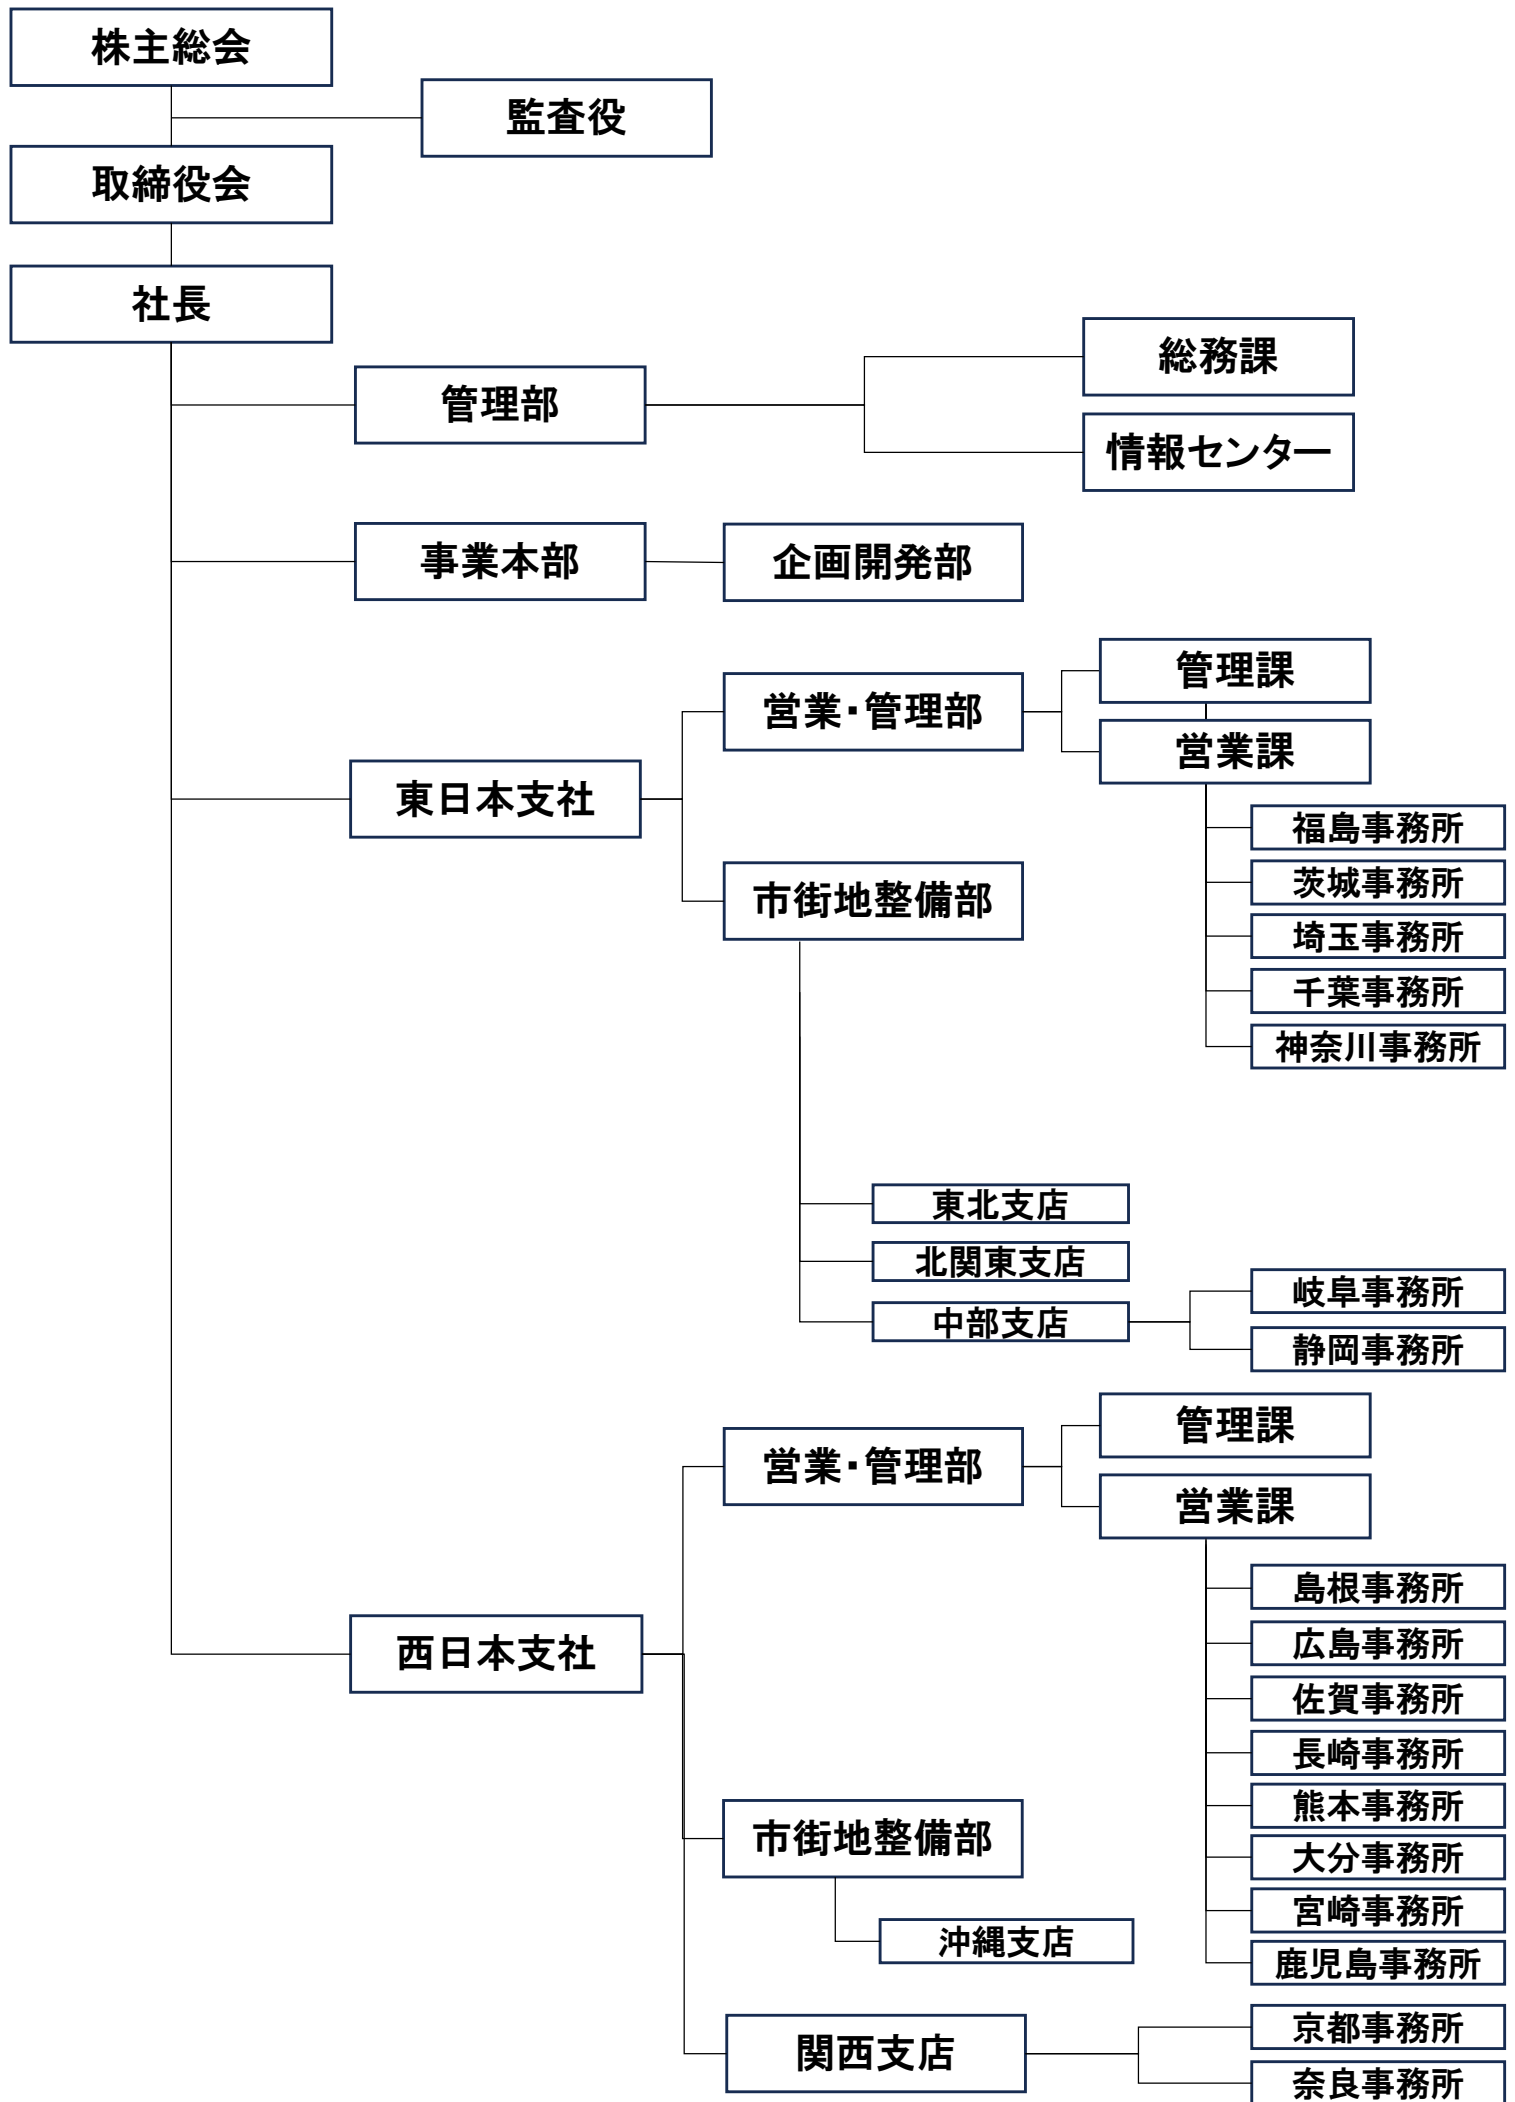 株主総会
監査役
取締役会
社長
管理部
総務課
情報センター
事業本部
企画開発部
東日本支社
営業・管理部
管理課
営業課
福島事務所
茨城事務所
埼玉事務所
千葉事務所
神奈川事務所
市街地整備部
東北支店
北関東支店
中部支店
岐阜事務所
静岡事務所
西日本支社
営業・管理部
管理課
営業課
島根事務所
広島事務所
佐賀事務所
長崎事務所
熊本事務所
大分事務所
宮崎事務所
鹿児島事務所
市街地整備部
沖縄支店
関西支店
京都事務所
奈良事務所